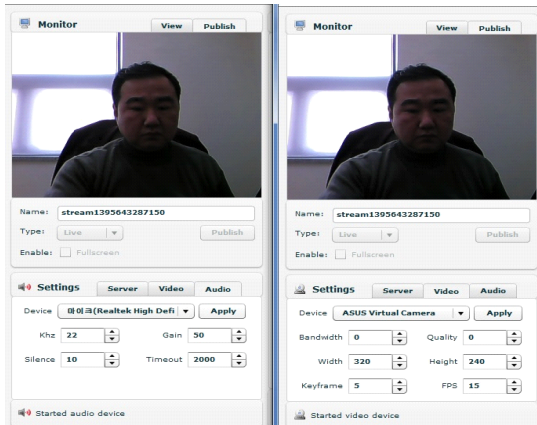 Monitor View Publish
Name: stream1395643287150
Type: Live Publish
Enable: Fullscreen
Settings Server Video Audio
Device 마이크(Realtek High Defi Apply
Khz 22 Gain 50
Silence 10 Timeout 2000
Started audio device
Monitor View Publish
Name: stream1395643287150
Type: Live Publish
Enable: Fullscreen
Settings Server Video Audio
Device ASUS Virtual Camera Apply
Bandwidth 0 Quality 0
Width 320 Height 240
Keyframe 5 FPS 15
Started video device